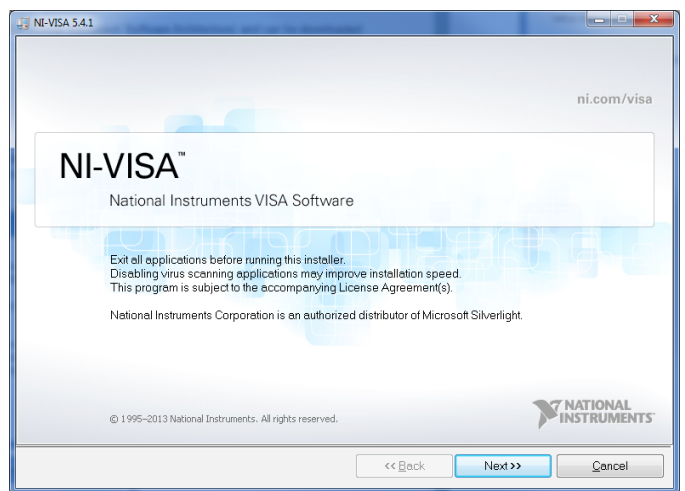 NI-VISA 5.4.1
ni.com/visa
NI-VISA™
National Instruments VISA Software
Exit all applications before running this installer.
Disabling virus scanning applications may improve installation speed.
This program is subject to the accompanying License Agreement(s).
National Instruments Corporation is an authorized distributor of Microsoft Silverlight.
© 1995–2013 National Instruments. All rights reserved.
NATIONAL
INSTRUMENTS™
<< Back
Next >>
Cancel